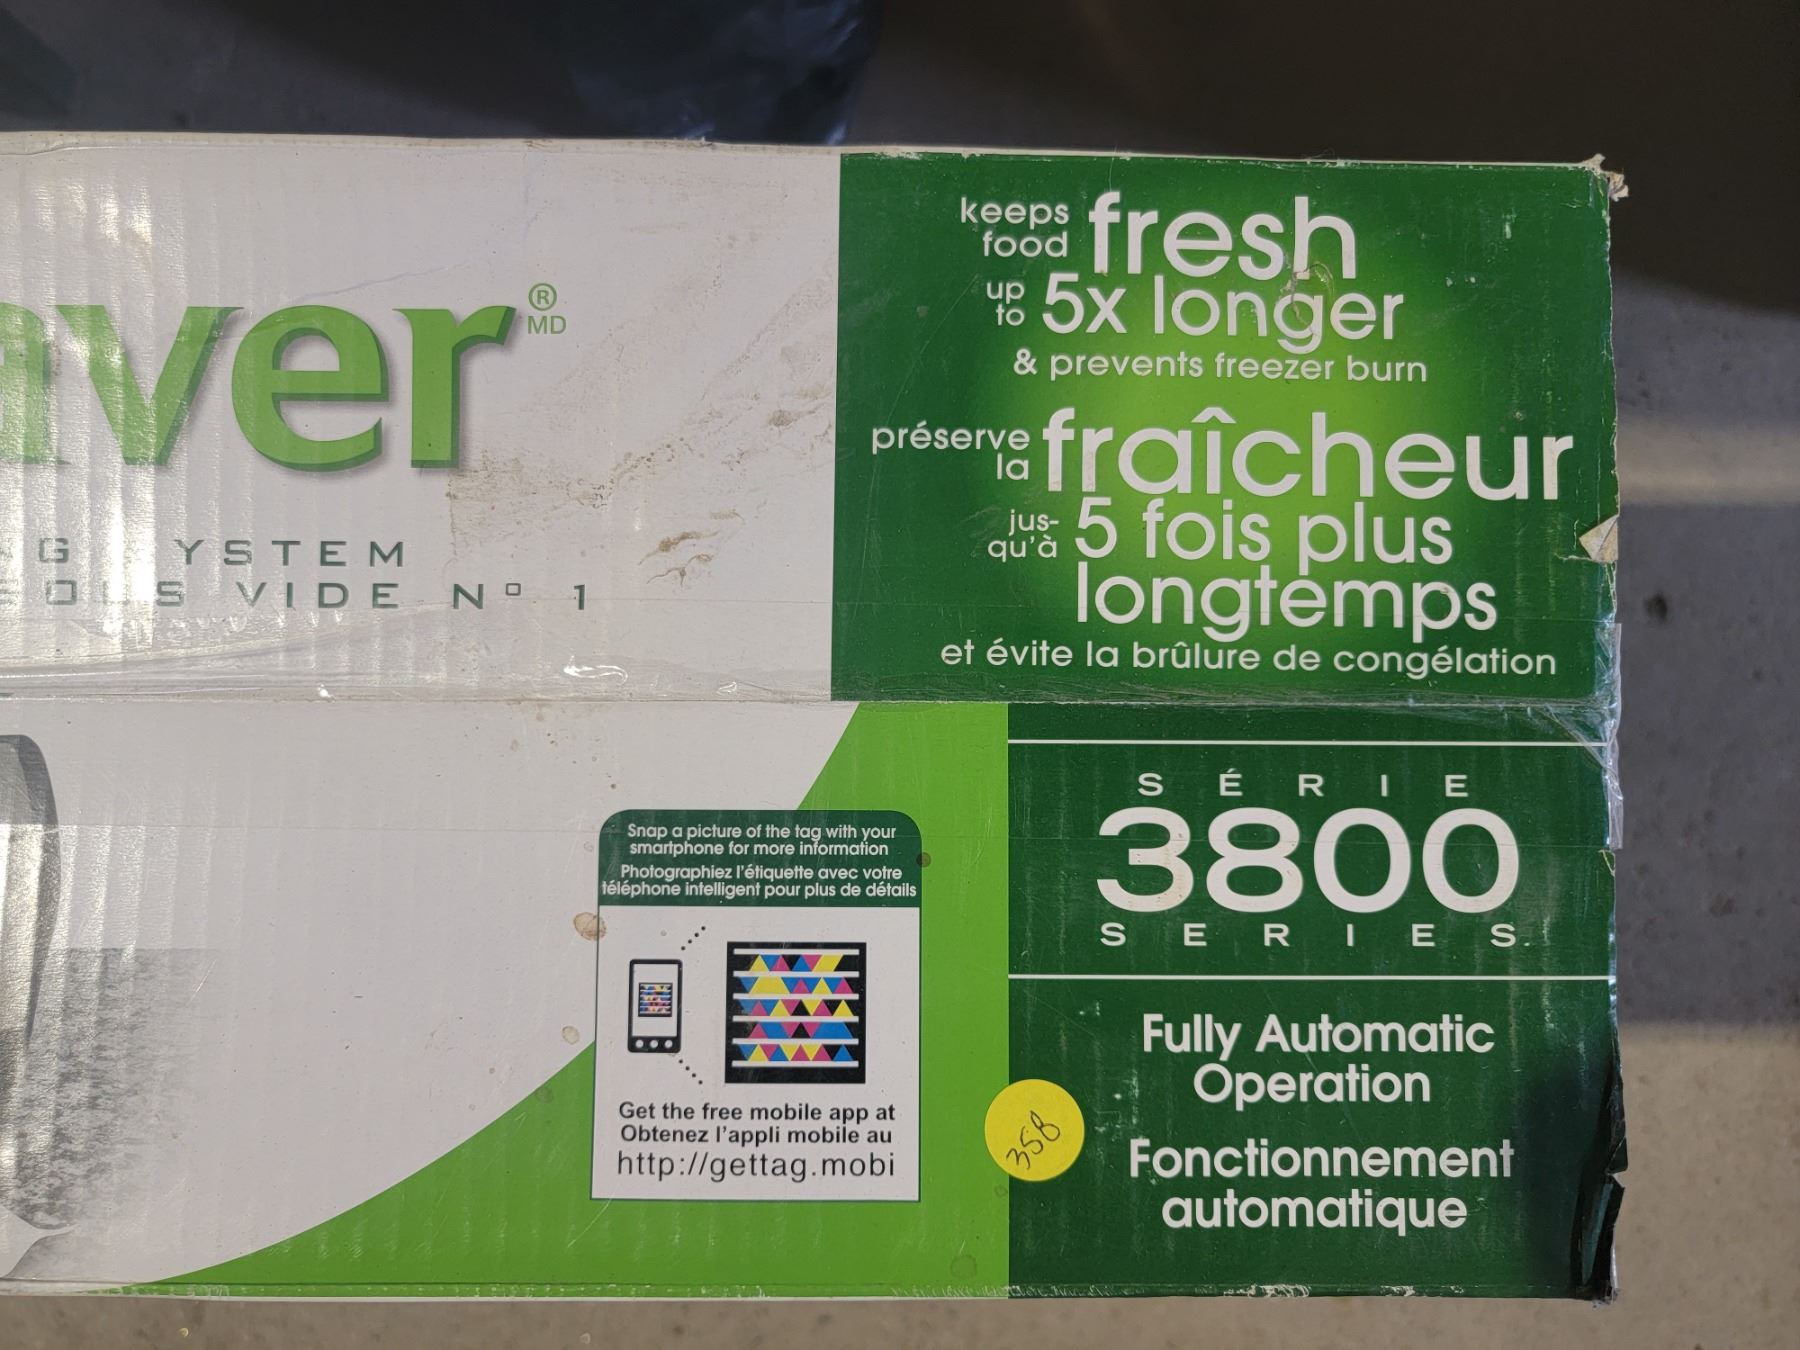 keeps food fresh
up to 5x longer
& prevents freezer burn
préserve la fraîcheur
jus-qu'à 5 fois plus
longtemps
et évite la brûlure de congélation
aver®
MD
G YSTEM
SOUS VIDE Nº 1
SÉRIE
3800
SERIES
Fully Automatic
Operation
Fonctionnement
automatique
Snap a picture of the tag with your
smartphone for more information
Photographiez l'étiquette avec votre
téléphone intelligent pour plus de détails
Get the free mobile app at
Obtenez l'appli mobile au
http://gettag.mobi
358